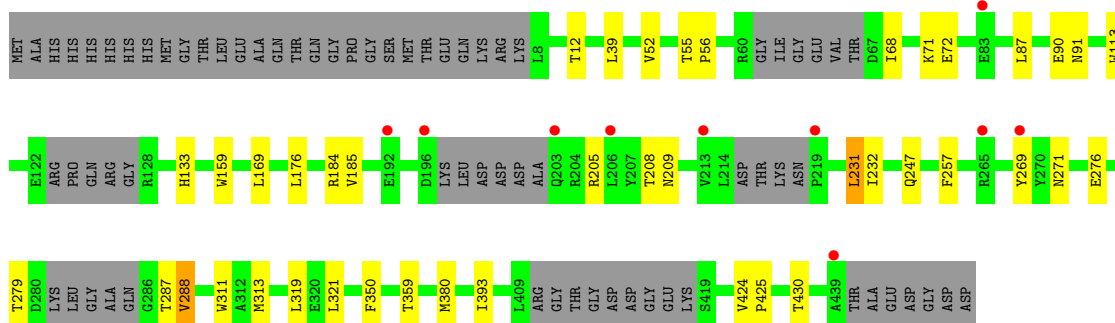 MET ALA HIS HIS HIS HIS HIS HIS MET GLY THR LEU GLU ALA GLN THR GLN GLY PRO GLY SER MET THR GLU GLN LYS ARG LYS L8 T12 L39 V52 T55 P56 R60 GLY ILE GLY GLU VAL THR D67 I68 K71 E72 E83 L87 E90 N91
E122 ARG PRO GLN ARG GLY R128 H133 W159 L169 L176 R184 V185 E192 D196 LYS LEU ASP ASP ASP ALA Q203 R204 R205 L206 Y207 T208 N209 V213 L214 ASP THR LYS ASN P219 L231 I232 Q247 F257 R265 Y269 Y270 N271 E276
T279 D280 LYS LEU GLY ALA GLN G286 T287 V288 W311 A312 M313 L319 E320 L321 F350 T359 M380 I393 L409 ARG GLY THR GLY ASP ASP GLY GLU LYS S419 V424 P425 T430 A439 THR ALA GLU ASP GLY ASP ASP